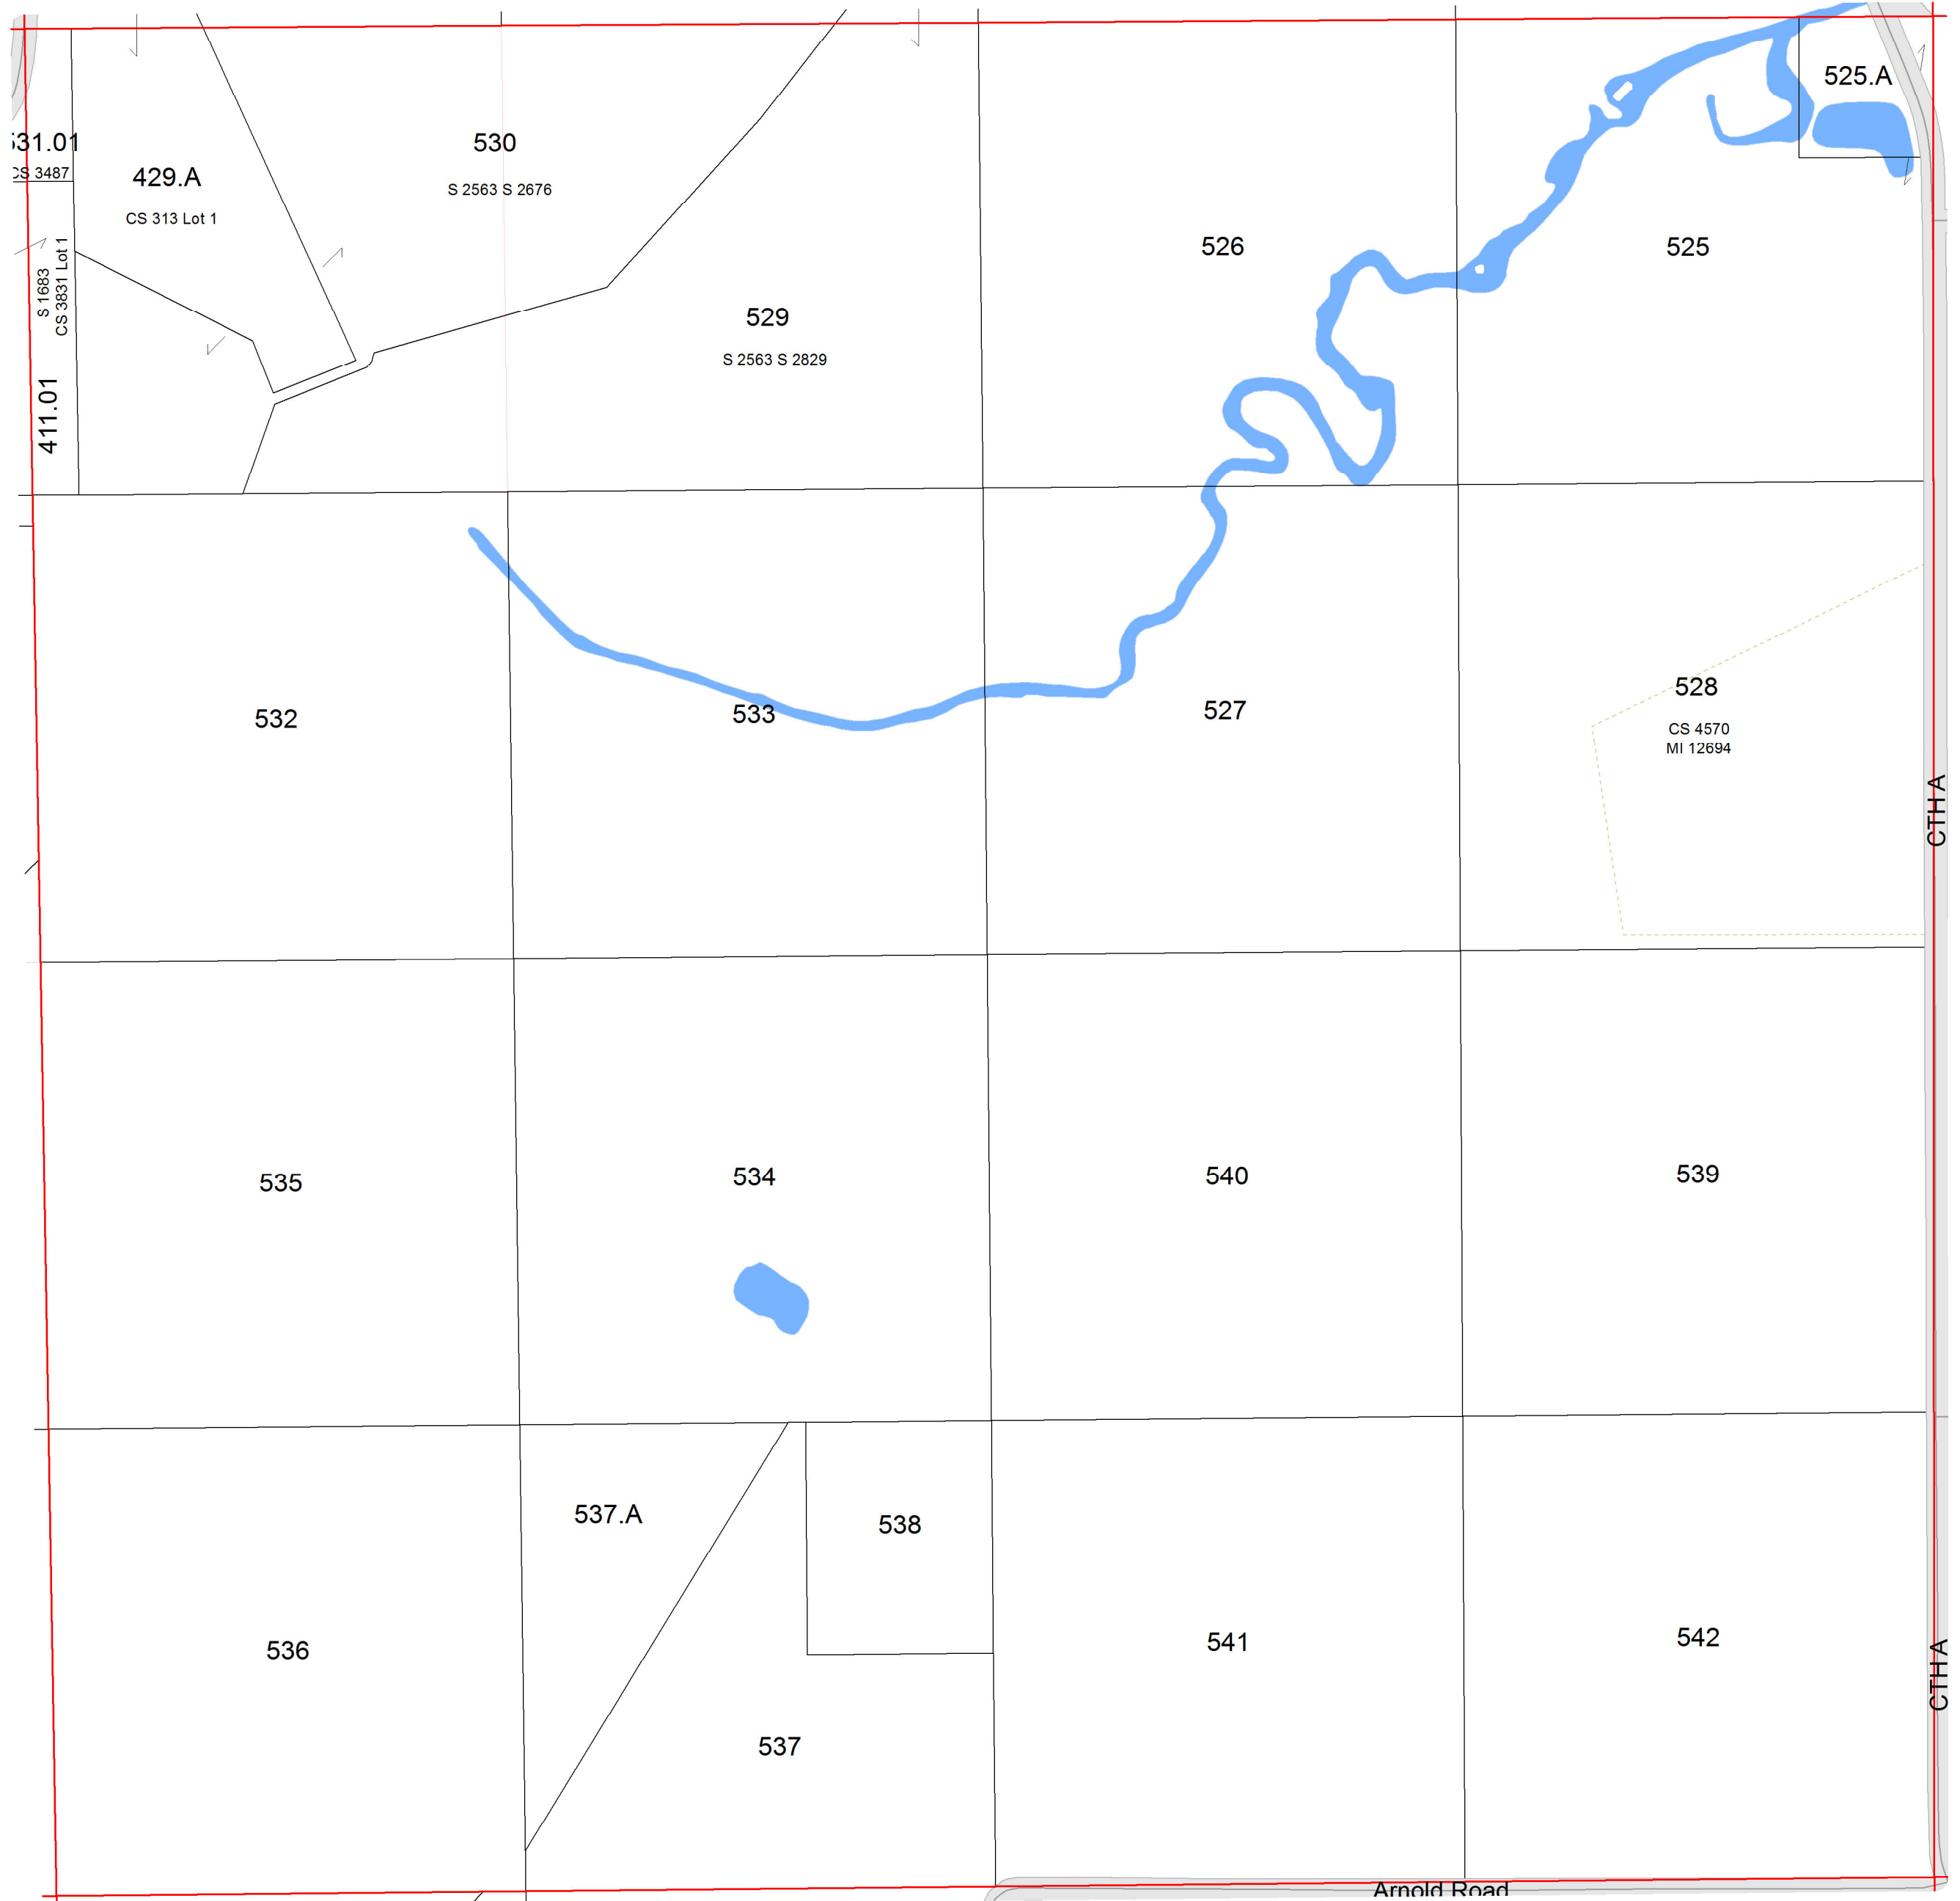 525.A
530
31.01
CS 3487
429.A
S 2563 S 2676
CS 313 Lot 1
526
525
S 1683
CS 3831 Lot 1
529
S 2563 S 2829
411.01
528
532
533
527
CS 4570
MI 12694
CTH A
535
534
540
539
537.A
538
536
541
542
CTH A
537
Arnold Road